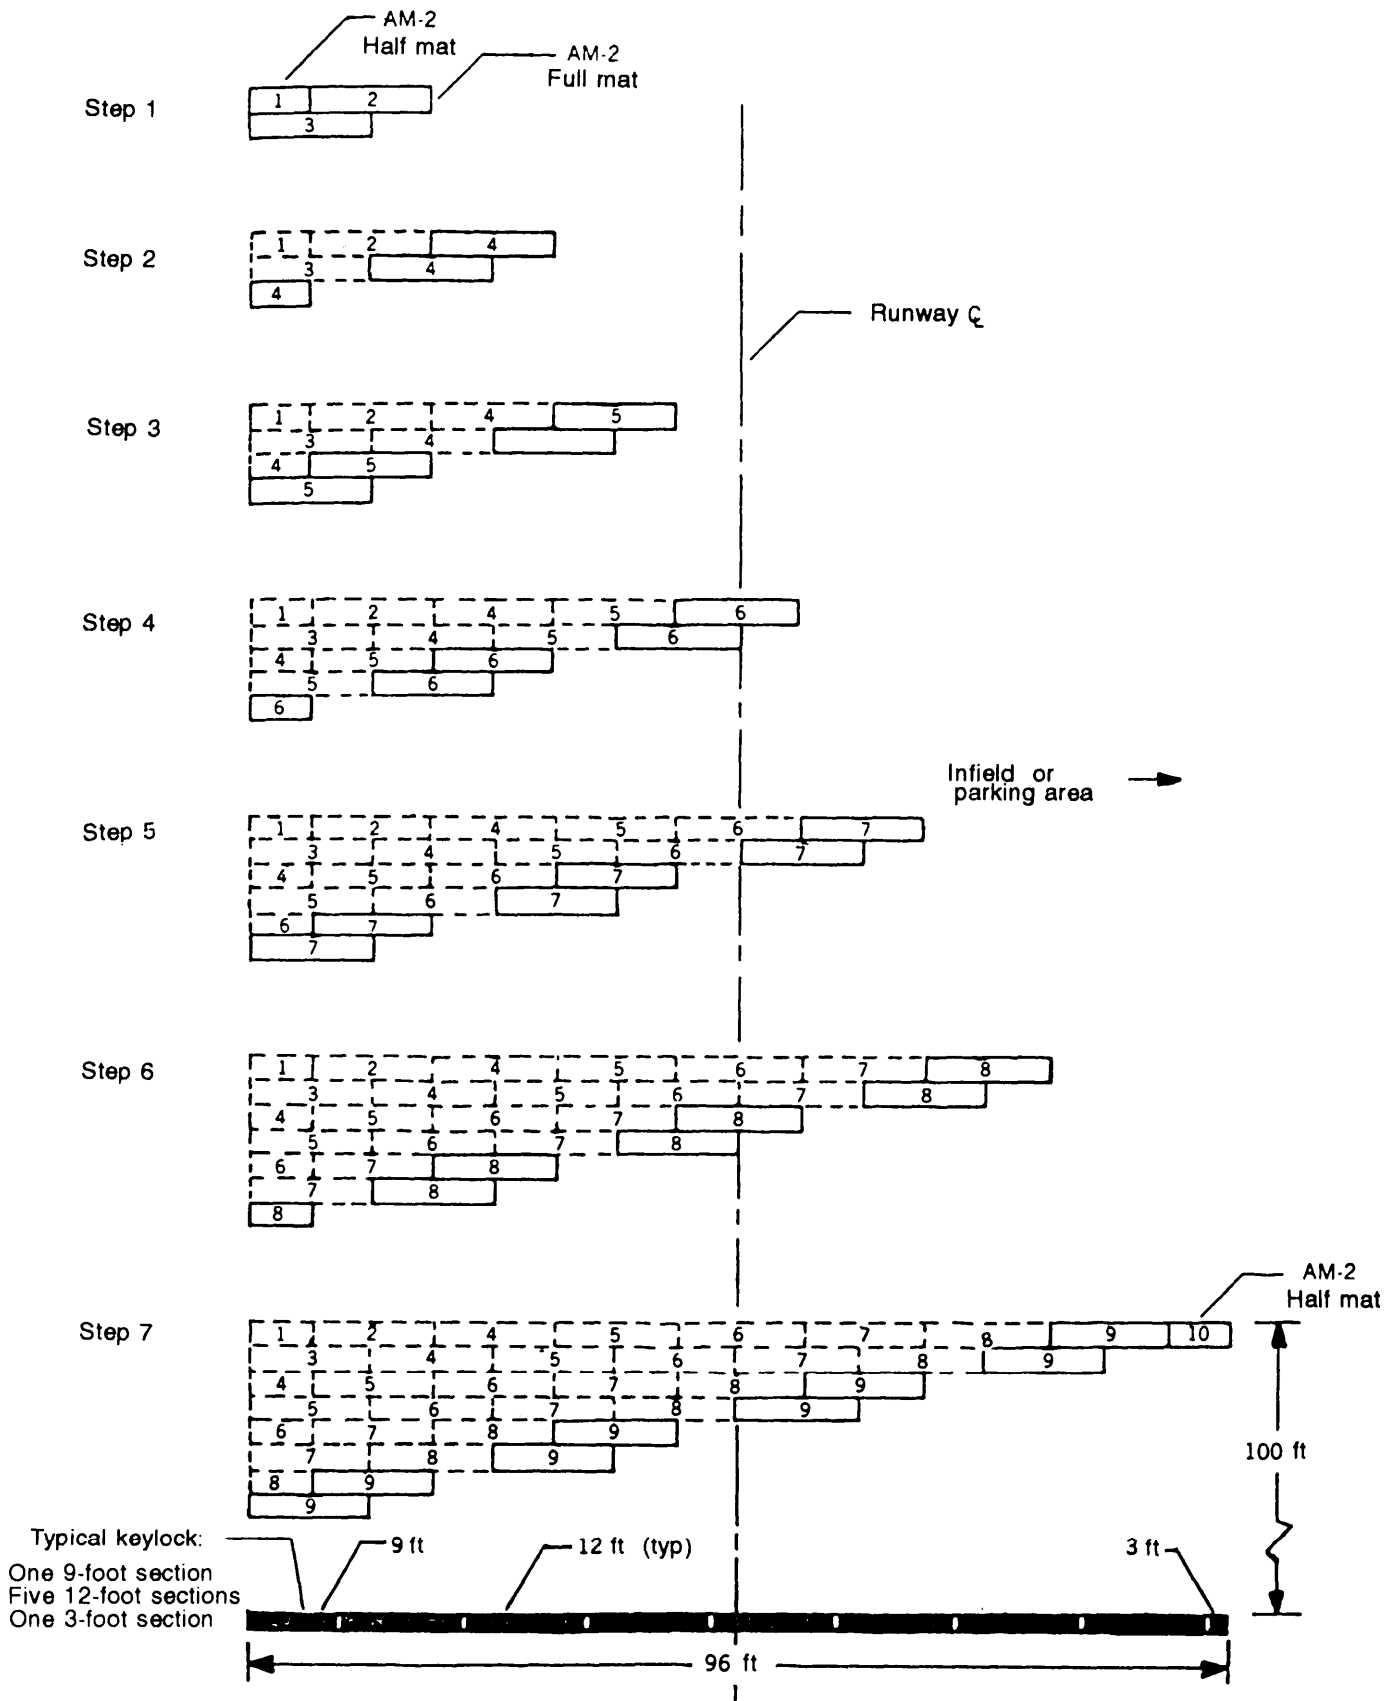 AM-2
Half mat
AM-2
Full mat
Step 1
1 2
3
Step 2
1 2 4
3 4
4
Runway ℄
Step 3
1 2 4 5
3 4
4 5
5
Step 4
1 2 4 5 6
3 4 5 6
4 5 6
5 6
6
Infield or
parking area
Step 5
1 2 4 5 6 7
3 4 5 6 7
4 5 6 7
5 6 7
6 7
7
Step 6
1 2 4 5 6 7 8
3 4 5 6 7 8
4 5 6 7 8
5 6 7 8
6 7 8
7 8
8
AM-2
Half mat
Step 7
1 2 4 5 6 7 8 9 10
3 4 5 6 7 8 9
4 5 6 7 8 9
5 6 7 8 9
6 7 8 9
7 8 9
8 9
9
100 ft
Typical keylock:
One 9-foot section
Five 12-foot sections
One 3-foot section
9 ft
12 ft (typ)
3 ft
96 ft